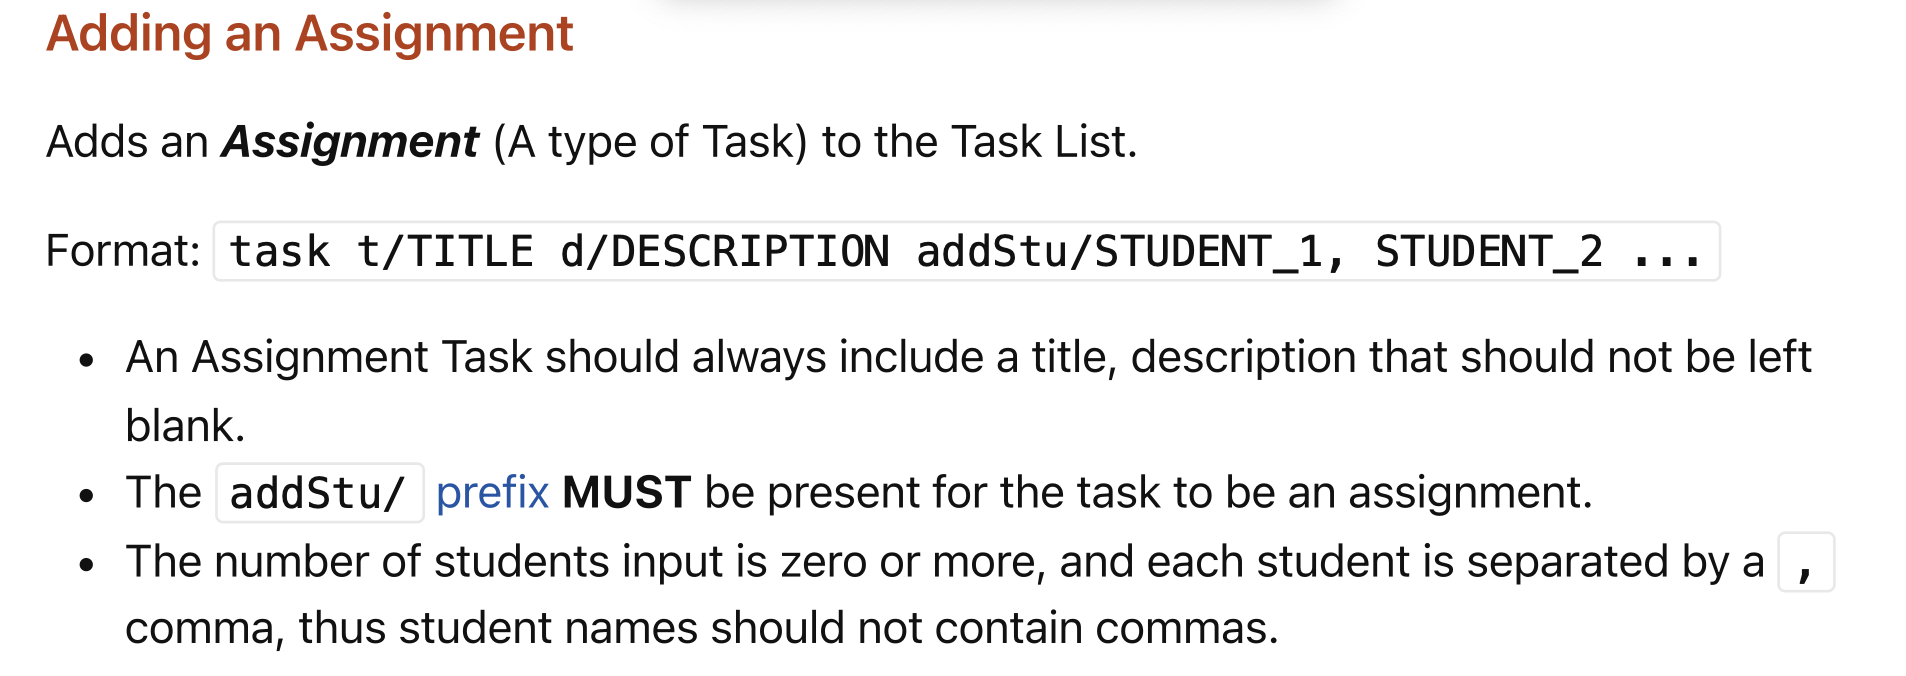 Adding an Assignment
Adds an Assignment (A type of Task) to the Task List.
Format: task t/TITLE d/DESCRIPTION addStu/STUDENT_1, STUDENT_2 ...
• An Assignment Task should always include a title, description that should not be left
blank.
• The addStu/ prefix MUST be present for the task to be an assignment.
• The number of students input is zero or more, and each student is separated by a ,
comma, thus student names should not contain commas.